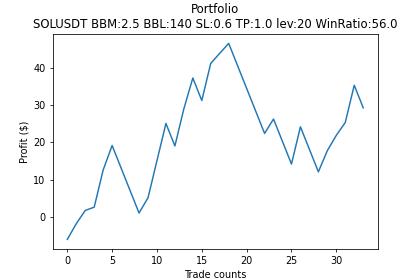 Portfolio
SOLUSDT BBM:2.5 BBL:140 SL:0.6 TP:1.0 lev:20 WinRatio:56.0
40
30
20
10
0
Profit ($)
0 5 10 15 20 25 30
Trade counts